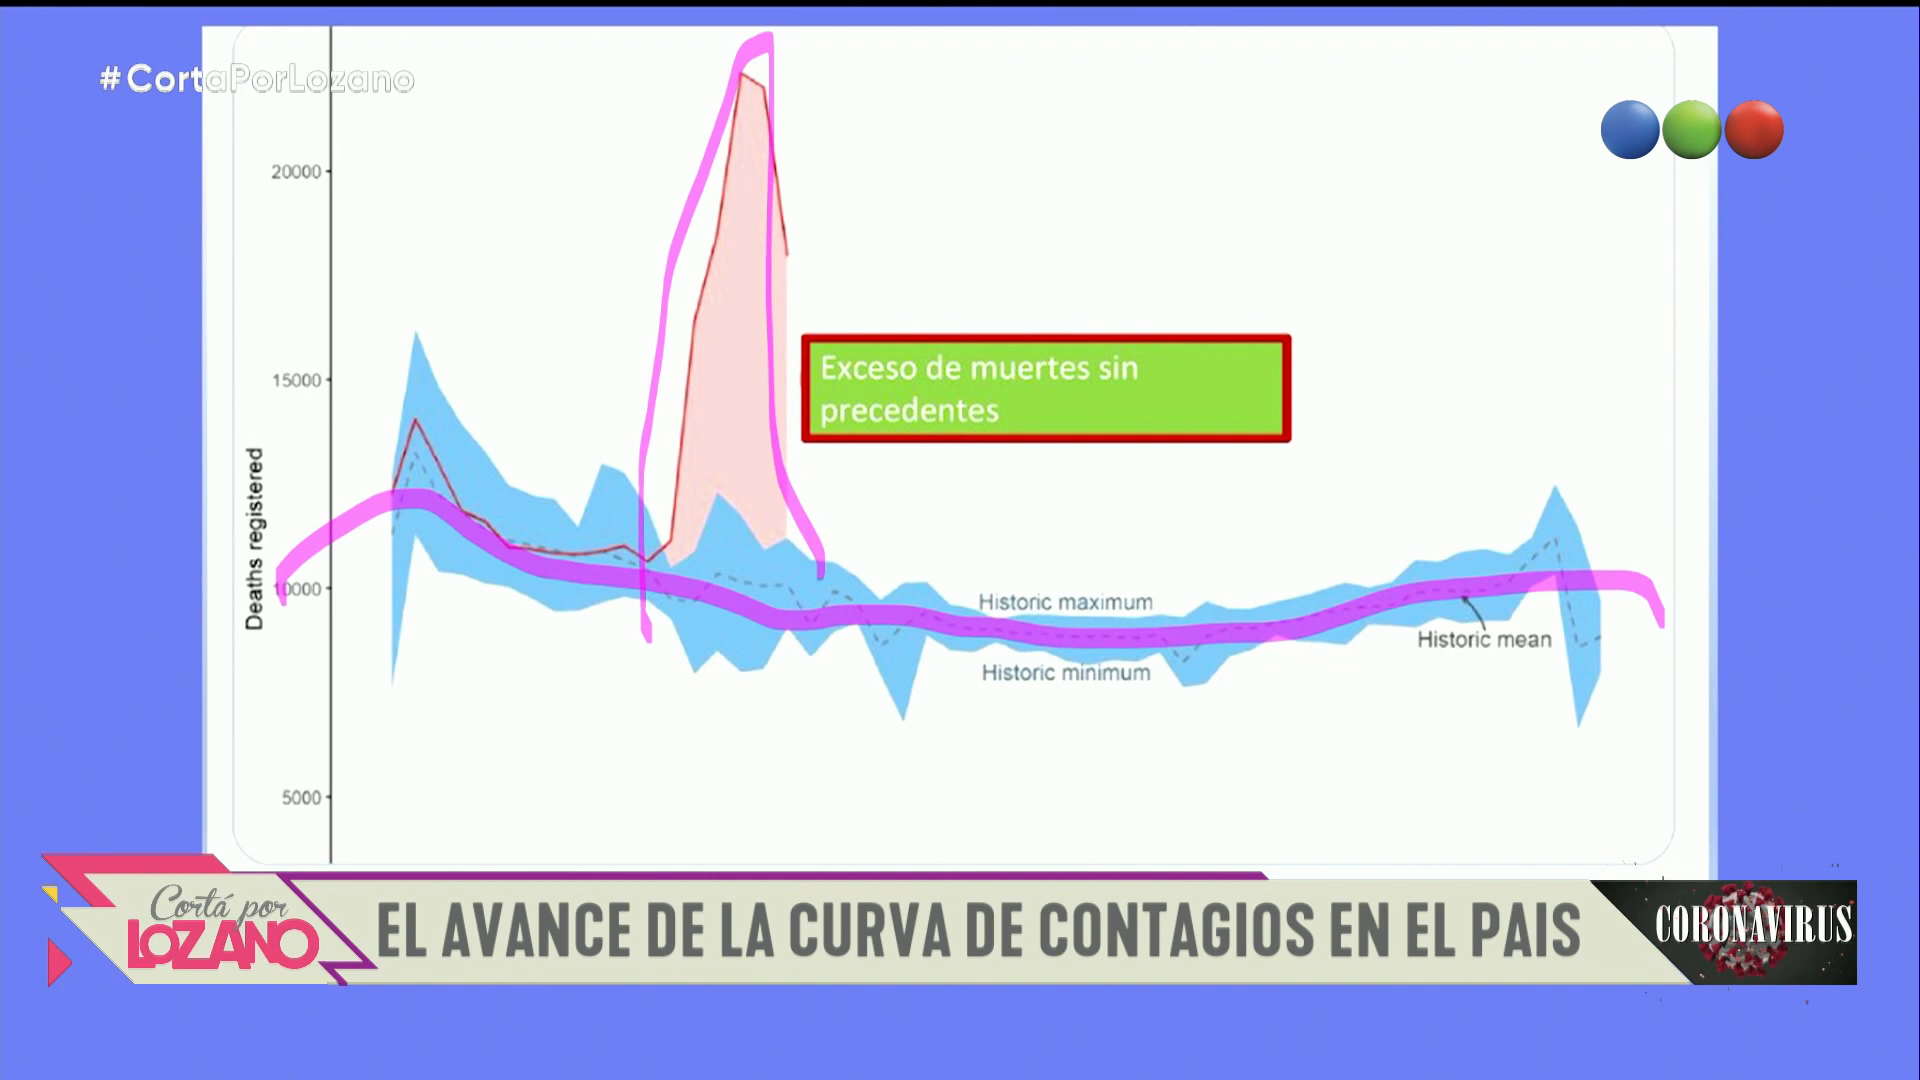 #CortaPorLozano
20000
15000
10000
5000
Deaths registered
Exceso de muertes sin
precedentes
Historic maximum
Historic mean
Historic minimum
Cortá por
LOZANO
EL AVANCE DE LA CURVA DE CONTAGIOS EN EL PAIS
CORONAVIRUS